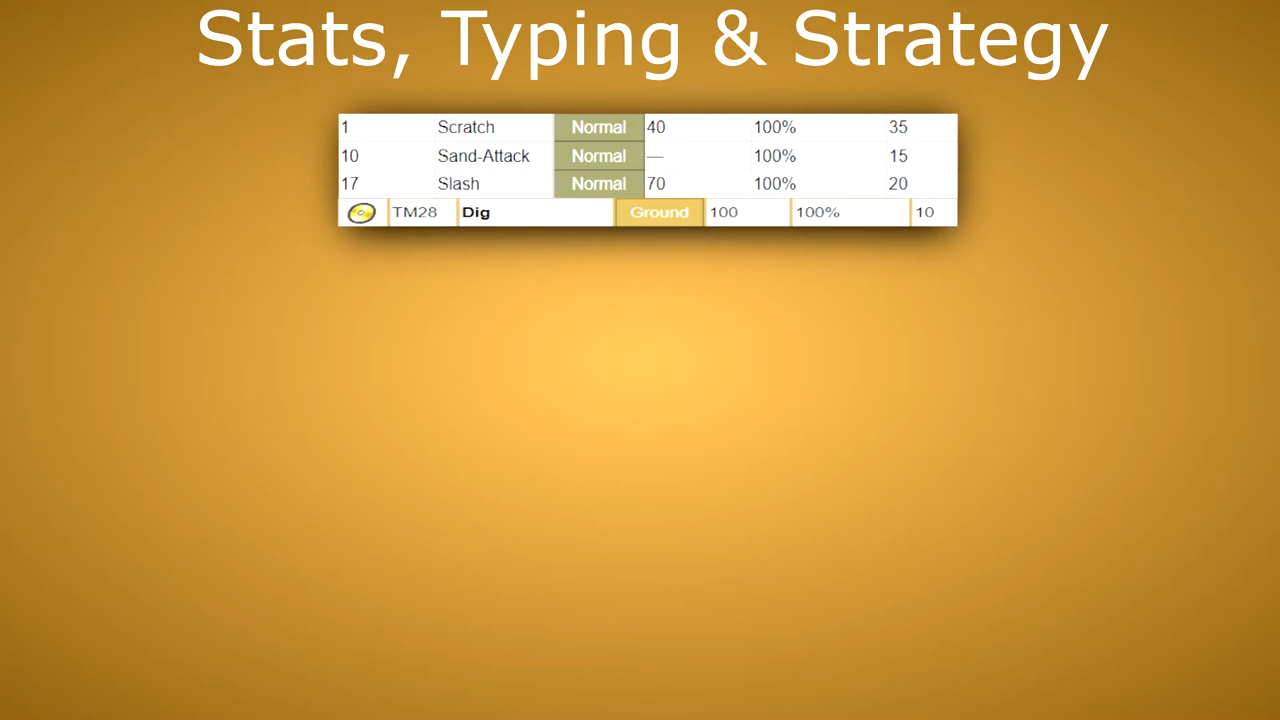 Stats, Typing & Strategy
1 Scratch Normal 40 100% 35
10 Sand-Attack Normal — 100% 15
17 Slash Normal 70 100% 20
TM28 Dig Ground 100 100% 10